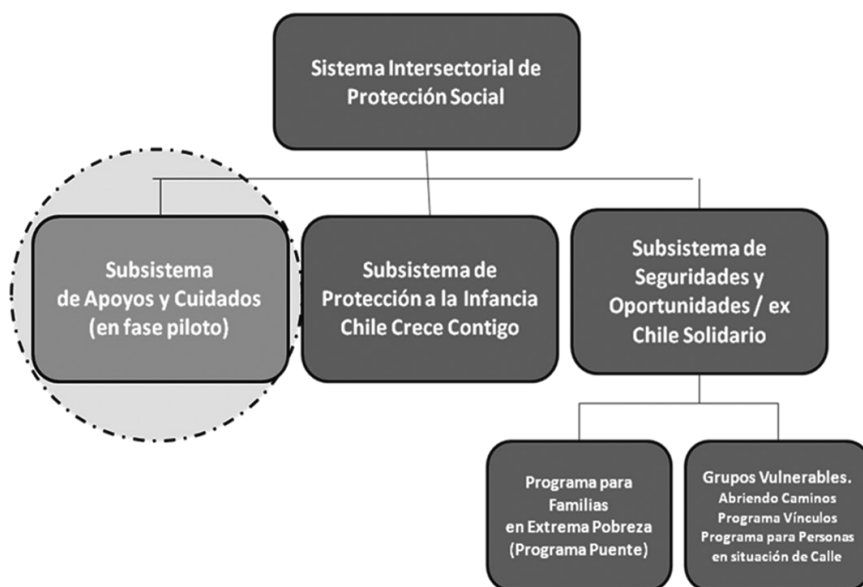 Sistema Intersectorial de
Protección Social
Subsistema
de Apoyos y Cuidados
(en fase piloto)
Subsistema de
Protección a la Infancia
Chile Crece Contigo
Subsistema de
Seguridades y
Oportunidades / ex
Chile Solidario
Programa para
Familias
en Extrema Pobreza
(Programa Puente)
Grupos Vulnerables.
Abriendo Caminos
Programa Vínculos
Programa para Personas
en situación de Calle